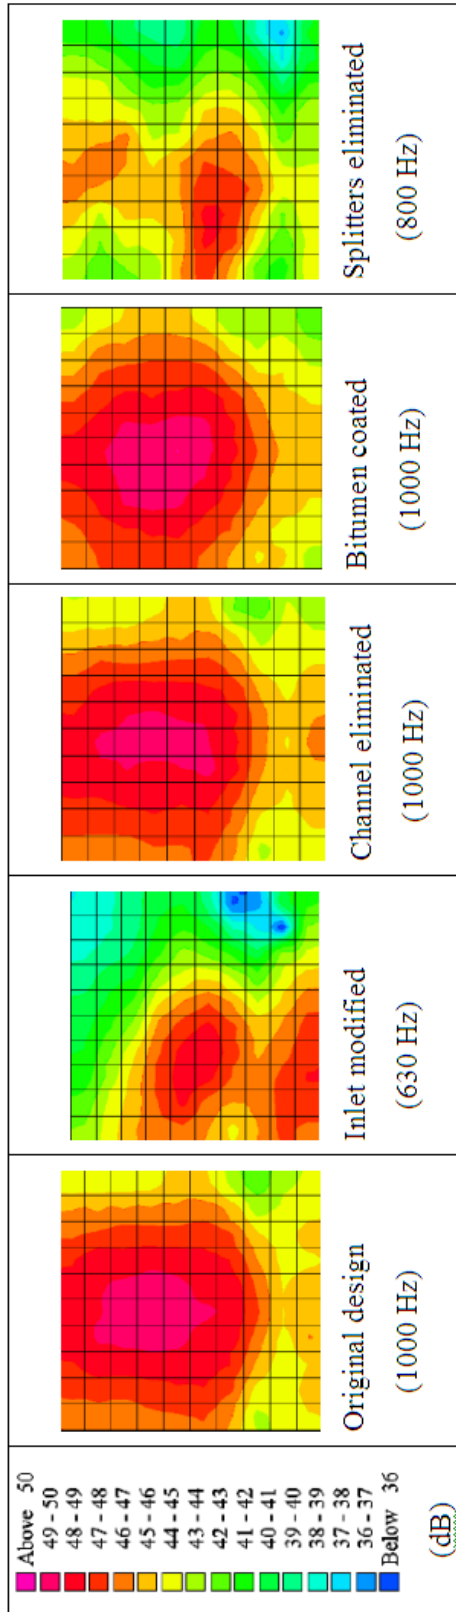 Above 50
49 - 50
48 - 49
47 - 48
46 - 47
45 - 46
44 - 45
43 - 44
42 - 43
41 - 42
40 - 41
39 - 40
38 - 39
37 - 38
36 - 37
Below 36
(dB)
Original design
(1000 Hz)
Inlet modified
(630 Hz)
Channel eliminated
(1000 Hz)
Bitumen coated
(1000 Hz)
Splitters eliminated
(800 Hz)